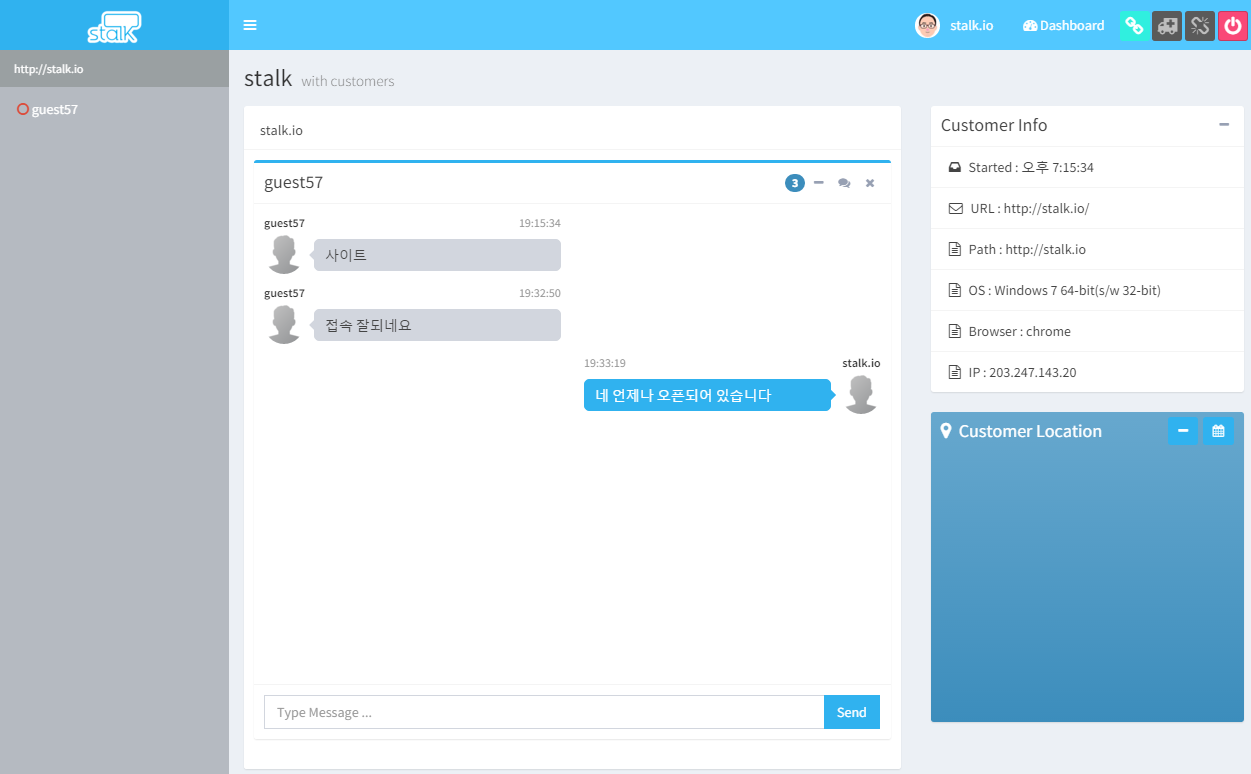 stalk
stalk.io
Dashboard
http://stalk.io
guest57
stalk with customers
stalk.io
guest57
3
guest57 19:15:34
사이트
guest57 19:32:50
접속 잘되네요
19:33:19 stalk.io
네 언제나 오픈되어 있습니다
Type Message ...
Send
Customer Info
Started : 오후 7:15:34
URL : http://stalk.io/
Path : http://stalk.io
OS : Windows 7 64-bit(s/w 32-bit)
Browser : chrome
IP : 203.247.143.20
Customer Location